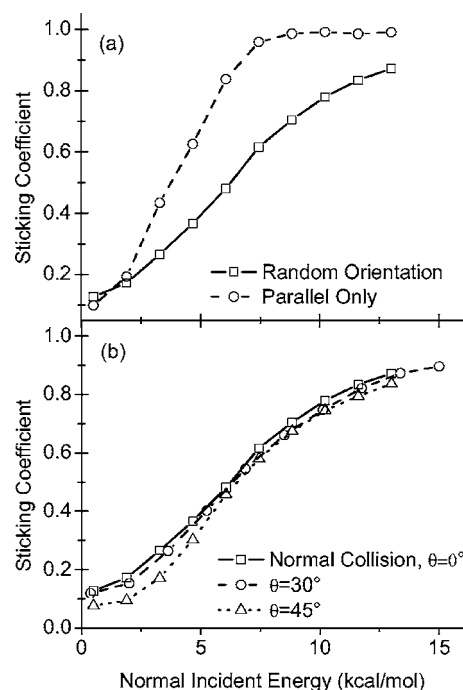 (a)
1.0
0.8
0.6
0.4
0.2
Sticking Coefficient
Random Orientation
Parallel Only
(b)
1.0
0.8
0.6
0.4
0.2
0.0
Sticking Coefficient
Normal Collision, θ=0°
θ=30°
θ=45°
0 5 10 15
Normal Incident Energy (kcal/mol)